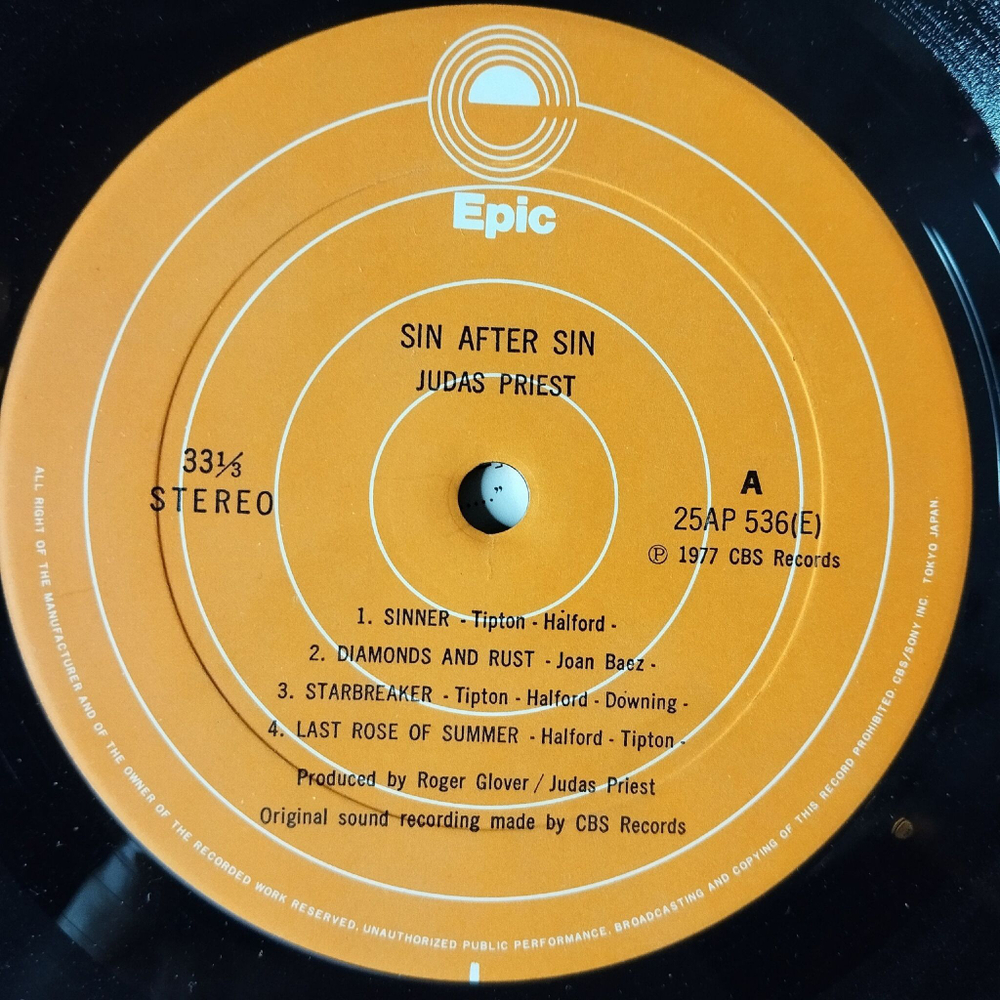 Epic
SIN AFTER SIN
JUDAS PRIEST
33⅓
STEREO
A
25AP 536(E)
℗ 1977 CBS Records
1. SINNER - Tipton - Halford -
2. DIAMONDS AND RUST - Joan Baez -
3. STARBREAKER - Tipton - Halford - Downing -
4. LAST ROSE OF SUMMER - Halford - Tipton -
Produced by Roger Glover / Judas Priest
Original sound recording made by CBS Records
ALL RIGHT OF THE MANUFACTURER AND OF THE OWNER OF THE RECORDED WORK RESERVED. UNAUTHORIZED PUBLIC PERFORMANCE, BROADCASTING AND COPYING OF THIS RECORD PROHIBITED. CBS/SONY INC. TOKYO JAPAN.